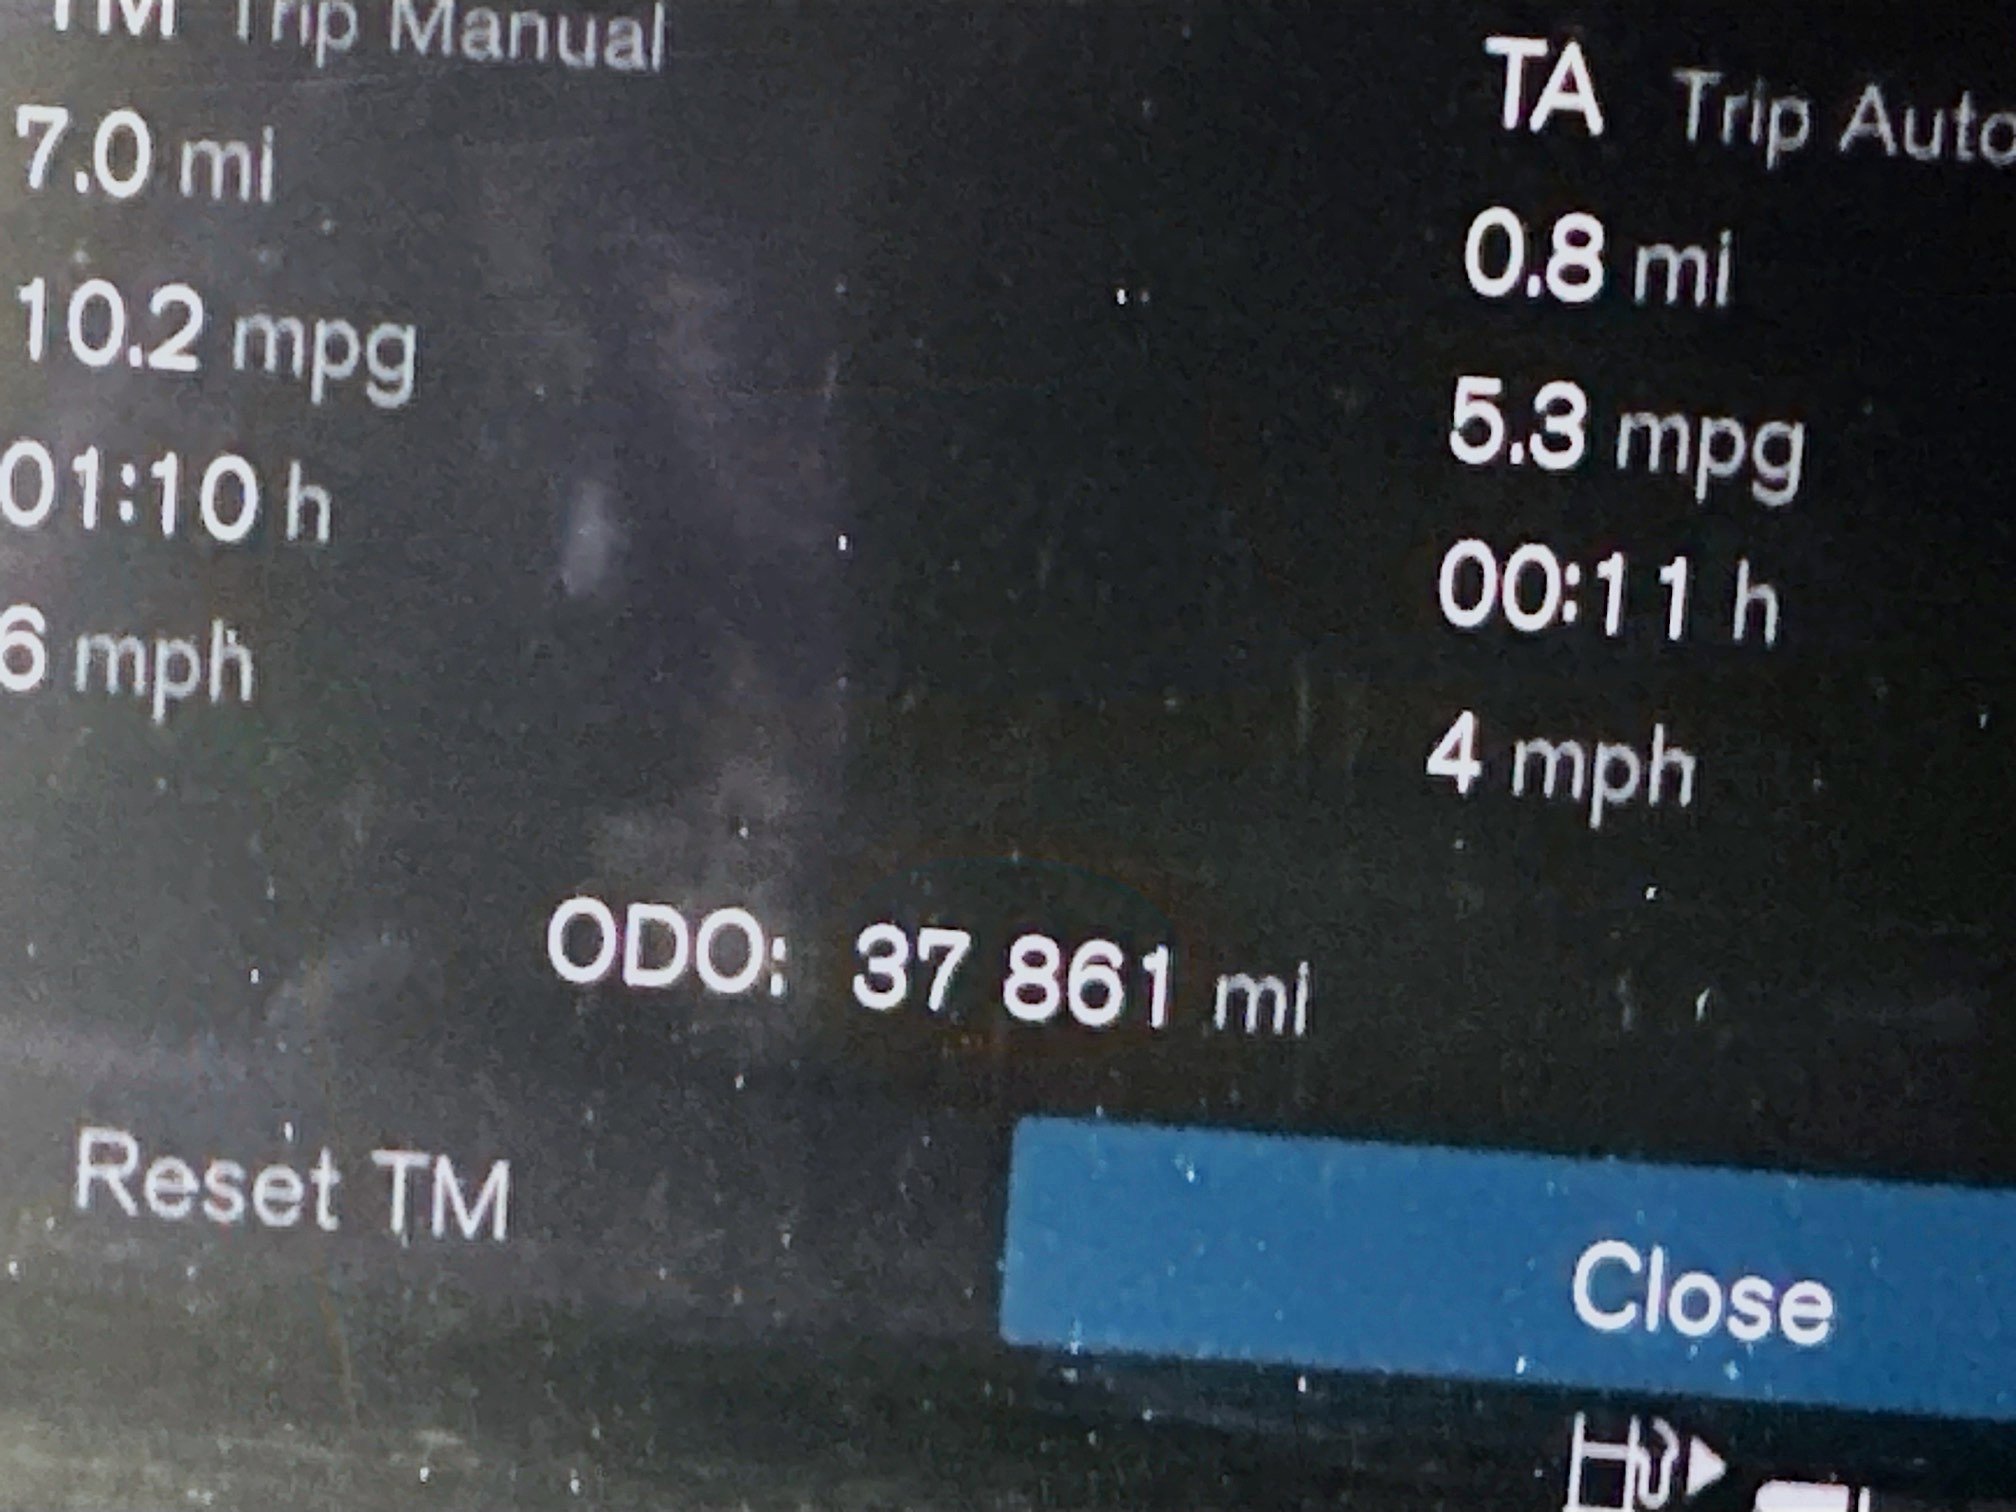 TM Trip Manual
7.0 mi
10.2 mpg
01:10 h
6 mph
TA Trip Auto
0.8 mi
5.3 mpg
00:11 h
4 mph
ODO: 37 861 mi
Reset TM
Close